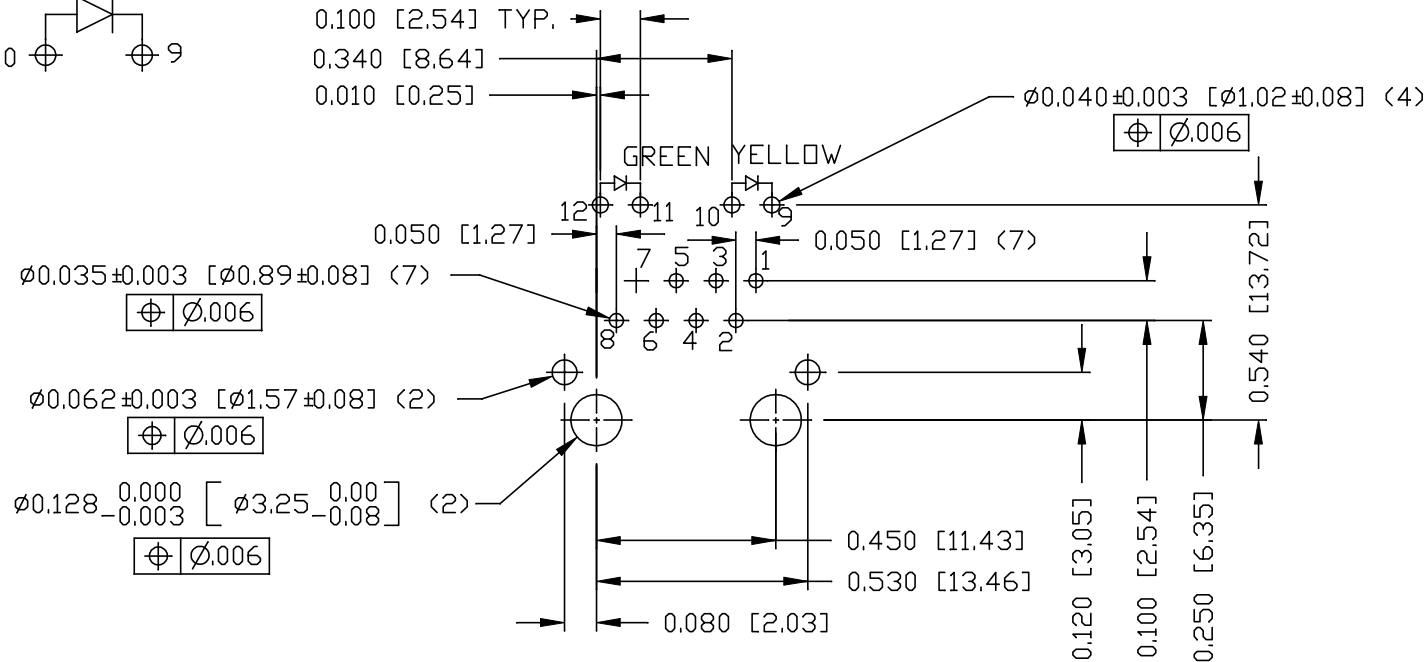 0.100 [2.54] TYP.
0 9
0.340 [8.64]
0.010 [0.25]
Ø0.040±0.003 [Ø1.02±0.08] (4)
⌖ Ø.006
GREEN YELLOW
12 11 10 9
0.050 [1.27]
0.050 [1.27] (7)
7 5 3 1
Ø0.035±0.003 [Ø0.89±0.08] (7)
⌖ Ø.006
8 6 4 2
0.540 [13.72]
Ø0.062±0.003 [Ø1.57±0.08] (2)
⌖ Ø.006
Ø0.128 0.000 -0.003 [Ø3.25 0.00 -0.08] (2)
⌖ Ø.006
0.450 [11.43]
0.530 [13.46]
0.080 [2.03]
0.120 [3.05]
0.100 [2.54]
0.250 [6.35]